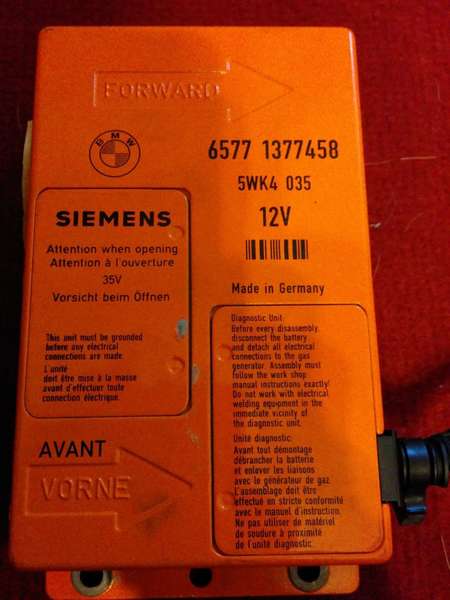 FORWARD
BMW
6577 1377458
5WK4 035
12V
Made in Germany
SIEMENS
Attention when opening
Attention à l'ouverture
35V
Vorsicht beim Öffnen
This unit must be grounded
before any electrical
connections are made.
L'unité
doit être mise à la masse
avant d'effectuer toute
connection électrique.
Diagnostic Unit:
Before every disassembly,
disconnect the battery
and detach all electrical
connections to the gas
generator. Assembly must
follow the work shop
manual instructions exactly!
Do not work with electrical
welding equipment in the
immediate vicinity of
the diagnostic unit.
Unité diagnostic:
Avant tout démontage
débrancher la batterie
et enlever les liaisons
avec le générateur de gaz.
L'assemblage doit être
effectué en stricte conformité
avec le manuel d'instruction.
Ne pas utiliser de matériel
de soudure à proximité
de l'unité diagnostic.
AVANT
VORNE